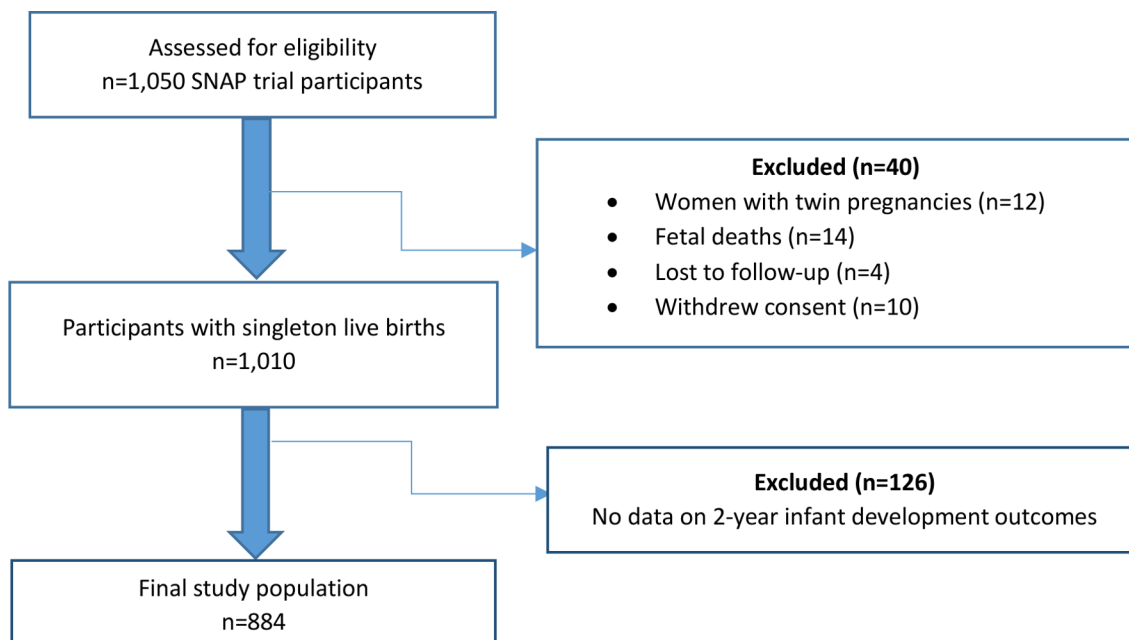 Assessed for eligibility
n=1,050 SNAP trial participants
Excluded (n=40)
• Women with twin pregnancies (n=12)
• Fetal deaths (n=14)
• Lost to follow-up (n=4)
• Withdrew consent (n=10)
Participants with singleton live births
n=1,010
Excluded (n=126)
No data on 2-year infant development outcomes
Final study population
n=884